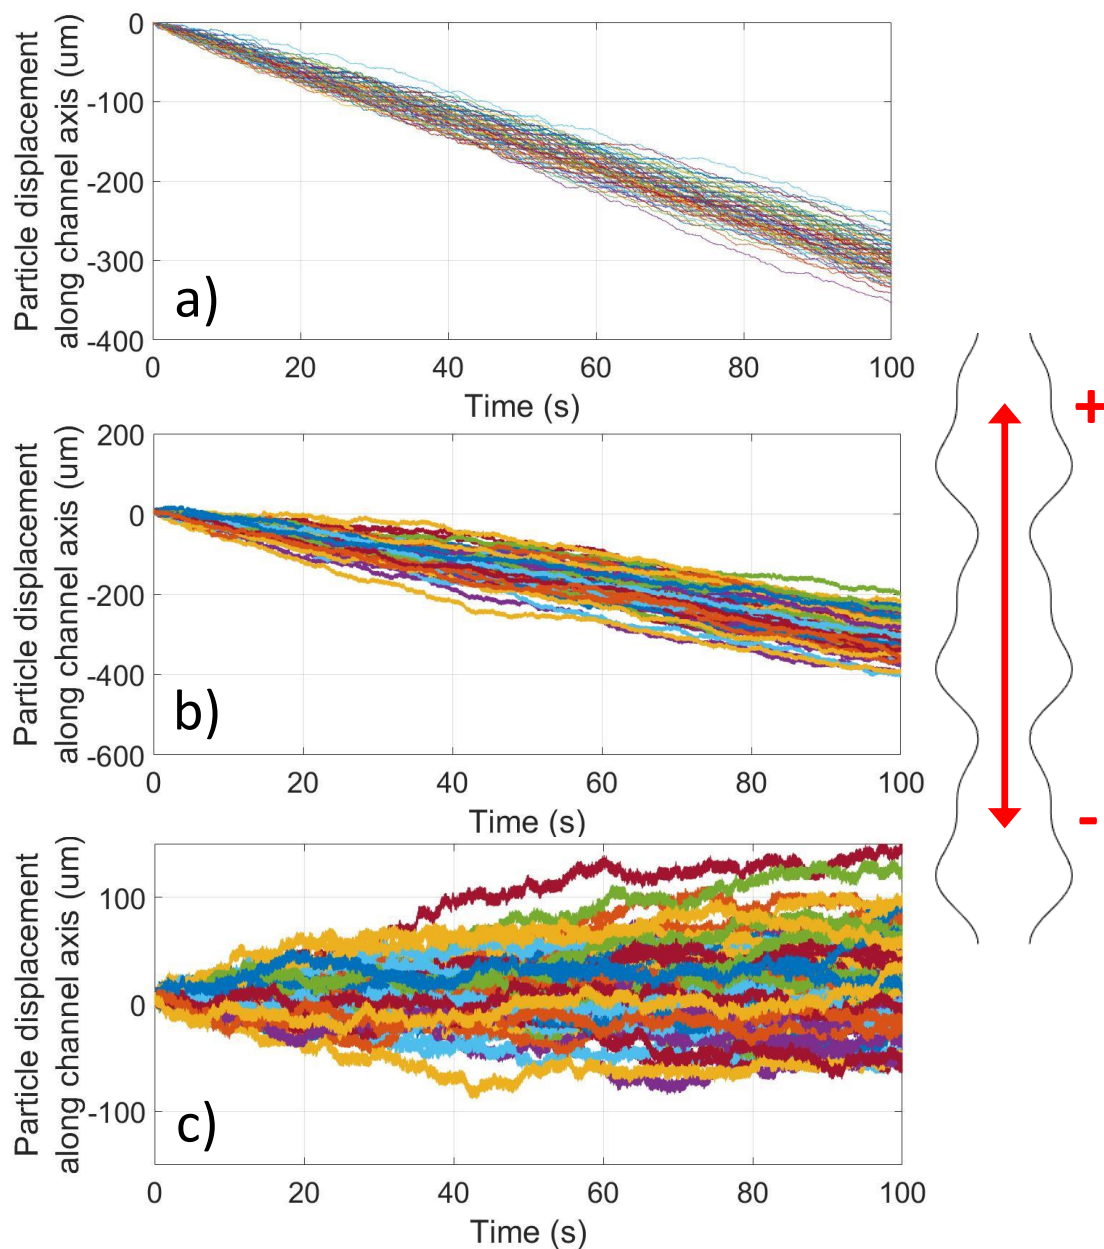 Particle displacement
along channel axis (um)
0
-100
-200
-300
-400
a)
0 20 40 60 80 100
Time (s)
Particle displacement
along channel axis (um)
200
0
-200
-400
-600
b)
0 20 40 60 80 100
Time (s)
Particle displacement
along channel axis (um)
100
0
-100
c)
0 20 40 60 80 100
Time (s)
+
-